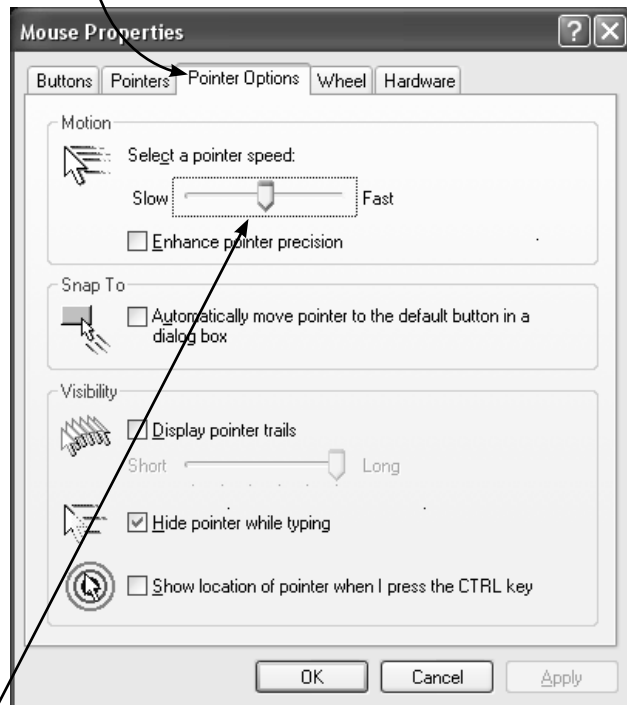 Mouse Properties
Buttons Pointers Pointer Options Wheel Hardware
Motion
Select a pointer speed:
Slow Fast
Enhance pointer precision
Snap To
Automatically move pointer to the default button in a
dialog box
Visibility
Display pointer trails
Short Long
Hide pointer while typing
Show location of pointer when I press the CTRL key
OK Cancel Apply